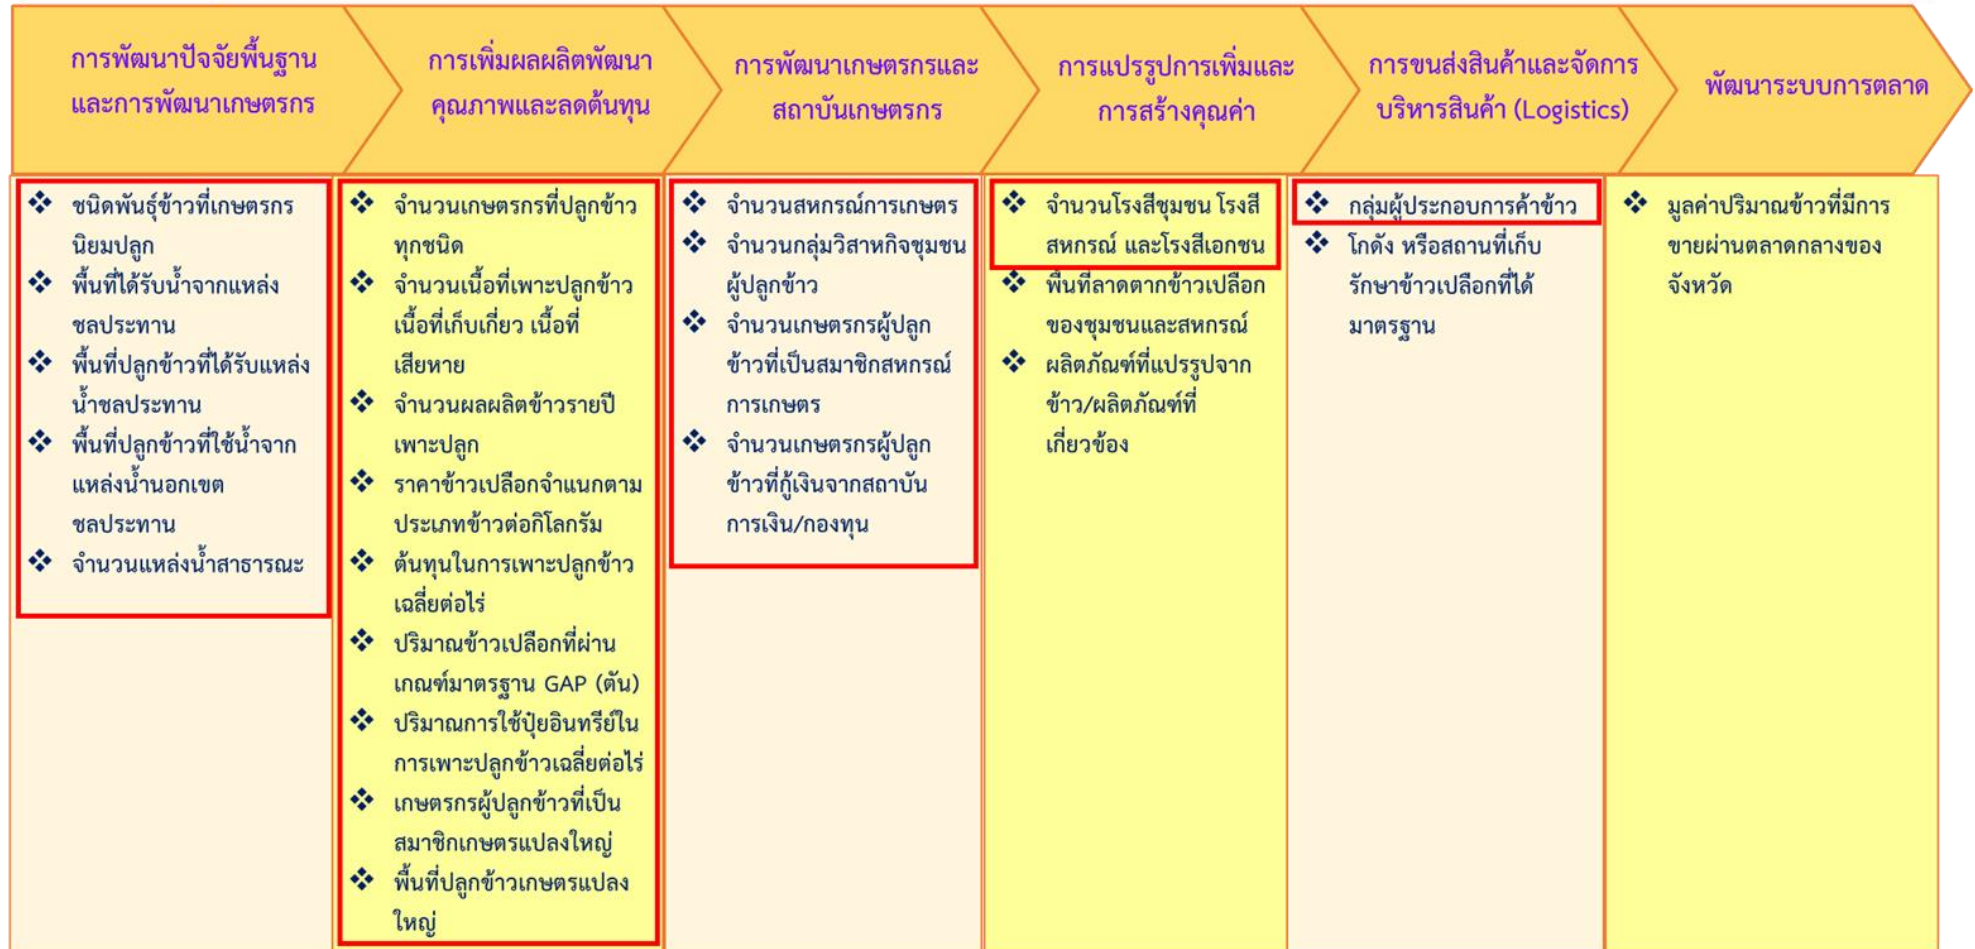 การพัฒนาปัจจัยพื้นฐาน
และการพัฒนาเกษตรกร
การเพิ่มผลผลิตพัฒนา
คุณภาพและลดต้นทุน
การพัฒนาเกษตรกรและ
สถาบันเกษตรกร
การแปรรูปการเพิ่มและ
การสร้างคุณค่า
การขนส่งสินค้าและจัดการ
บริหารสินค้า (Logistics)
พัฒนาระบบการตลาด
❖ ชนิดพันธุ์ข้าวที่เกษตรกร
นิยมปลูก
❖ พื้นที่ได้รับน้ำจากแหล่ง
ชลประทาน
❖ พื้นที่ปลูกข้าวที่ได้รับแหล่ง
น้ำชลประทาน
❖ พื้นที่ปลูกข้าวที่ใช้น้ำจาก
แหล่งน้ำนอกเขต
ชลประทาน
❖ จำนวนแหล่งน้ำสาธารณะ
❖ จำนวนเกษตรกรที่ปลูกข้าว
ทุกชนิด
❖ จำนวนเนื้อที่เพาะปลูกข้าว
เนื้อที่เก็บเกี่ยว เนื้อที่
เสียหาย
❖ จำนวนผลผลิตข้าวรายปี
เพาะปลูก
❖ ราคาข้าวเปลือกจำแนกตาม
ประเภทข้าวต่อกิโลกรัม
❖ ต้นทุนในการเพาะปลูกข้าว
เฉลี่ยต่อไร่
❖ ปริมาณข้าวเปลือกที่ผ่าน
เกณฑ์มาตรฐาน GAP (ตัน)
❖ ปริมาณการใช้ปุ๋ยอินทรีย์ใน
การเพาะปลูกข้าวเฉลี่ยต่อไร่
❖ เกษตรกรผู้ปลูกข้าวที่เป็น
สมาชิกเกษตรแปลงใหญ่
❖ พื้นที่ปลูกข้าวเกษตรแปลง
ใหญ่
❖ จำนวนสหกรณ์การเกษตร
❖ จำนวนกลุ่มวิสาหกิจชุมชน
ผู้ปลูกข้าว
❖ จำนวนเกษตรกรผู้ปลูก
ข้าวที่เป็นสมาชิกสหกรณ์
การเกษตร
❖ จำนวนเกษตรกรผู้ปลูก
ข้าวที่กู้เงินจากสถาบัน
การเงิน/กองทุน
❖ จำนวนโรงสีชุมชน โรงสี
สหกรณ์ และโรงสีเอกชน
❖ พื้นที่ลาดตากข้าวเปลือก
ของชุมชนและสหกรณ์
❖ ผลิตภัณฑ์ที่แปรรูปจาก
ข้าว/ผลิตภัณฑ์ที่
เกี่ยวข้อง
❖ กลุ่มผู้ประกอบการค้าข้าว
❖ โกดัง หรือสถานที่เก็บ
รักษาข้าวเปลือกที่ได้
มาตรฐาน
❖ มูลค่าปริมาณข้าวที่มีการ
ขายผ่านตลาดกลางของ
จังหวัด